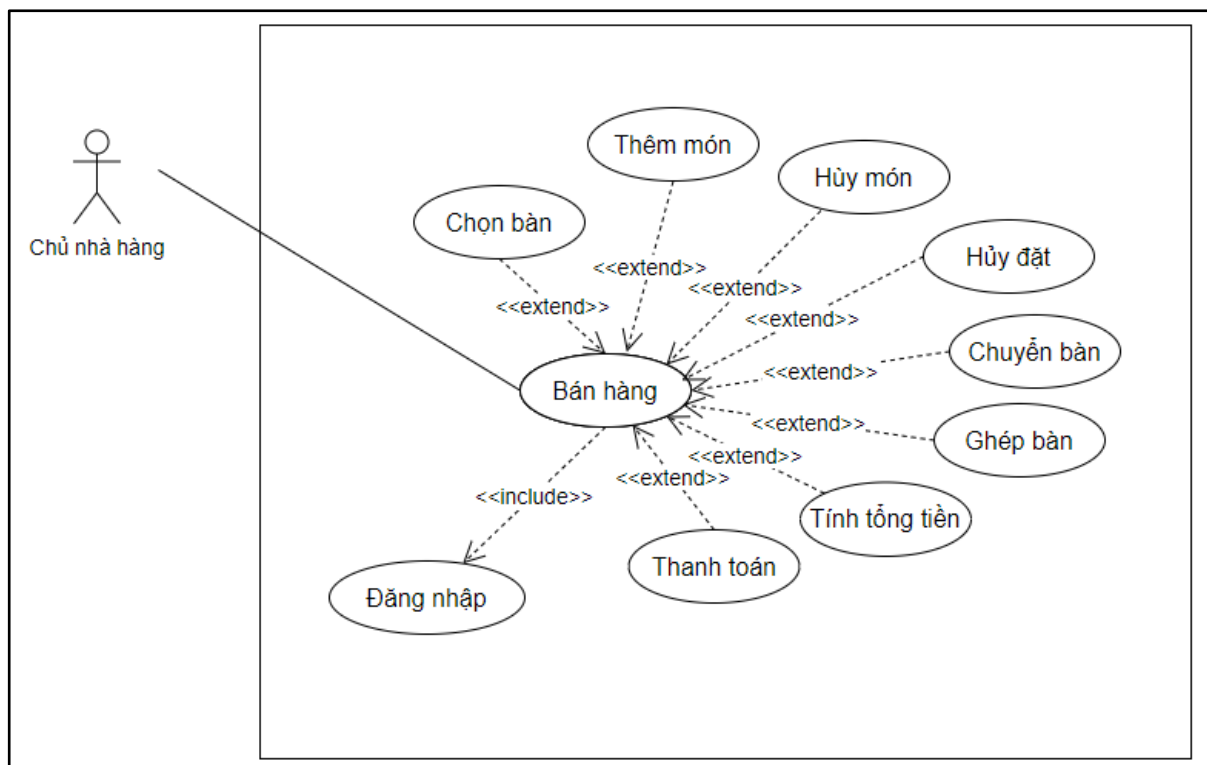 Thêm món
Hủy món
Chọn bàn
Chủ nhà hàng
Hủy đặt
<<extend>>
<<extend>>
<<extend>>
<<extend>>
Chuyển bàn
<<extend>>
Bán hàng
<<extend>>
Ghép bàn
<<extend>>
<<extend>>
<<include>>
Tính tổng tiền
Thanh toán
Đăng nhập